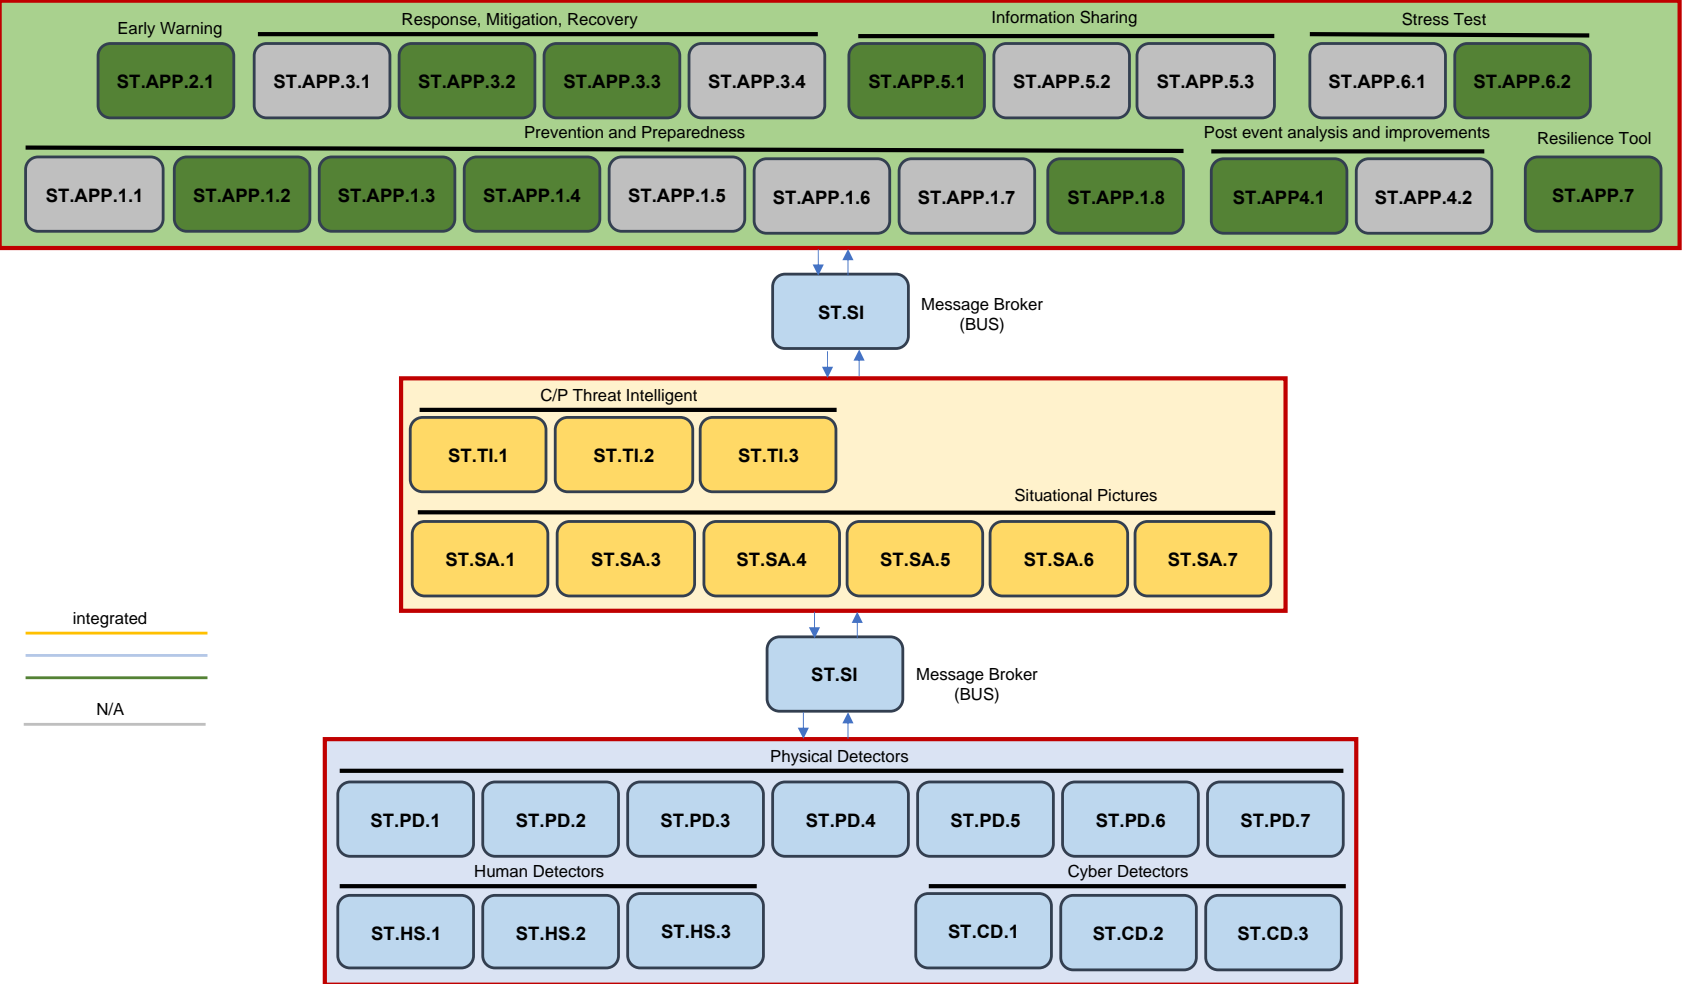 Early Warning
Response, Mitigation, Recovery
Information Sharing
Stress Test
ST.APP.2.1
ST.APP.3.1
ST.APP.3.2
ST.APP.3.3
ST.APP.3.4
ST.APP.5.1
ST.APP.5.2
ST.APP.5.3
ST.APP.6.1
ST.APP.6.2
Prevention and Preparedness
Post event analysis and improvements
Resilience Tool
ST.APP.1.1
ST.APP.1.2
ST.APP.1.3
ST.APP.1.4
ST.APP.1.5
ST.APP.1.6
ST.APP.1.7
ST.APP.1.8
ST.APP4.1
ST.APP.4.2
ST.APP.7
ST.SI
Message Broker
(BUS)
C/P Threat Intelligent
ST.TI.1
ST.TI.2
ST.TI.3
Situational Pictures
ST.SA.1
ST.SA.3
ST.SA.4
ST.SA.5
ST.SA.6
ST.SA.7
integrated
N/A
ST.SI
Message Broker
(BUS)
Physical Detectors
ST.PD.1
ST.PD.2
ST.PD.3
ST.PD.4
ST.PD.5
ST.PD.6
ST.PD.7
Human Detectors
Cyber Detectors
ST.HS.1
ST.HS.2
ST.HS.3
ST.CD.1
ST.CD.2
ST.CD.3